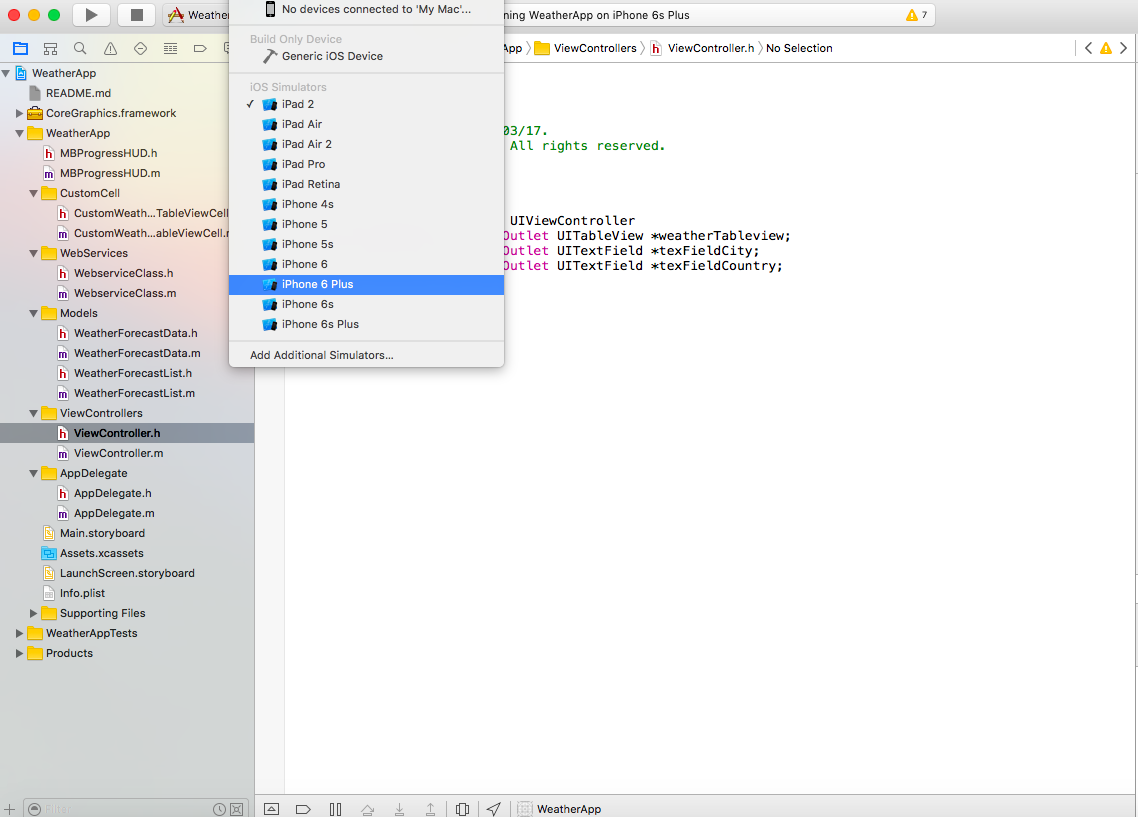 No devices connected to 'My Mac'...
Weather
ning WeatherApp on iPhone 6s Plus
7
Build Only Device
Generic iOS Device
App
ViewControllers
h
ViewController.h
No Selection
iOS Simulators
✓ iPad 2
iPad Air
iPad Air 2
iPad Pro
iPad Retina
iPhone 4s
iPhone 5
iPhone 5s
iPhone 6
iPhone 6 Plus
iPhone 6s
iPhone 6s Plus
Add Additional Simulators...
WeatherApp
README.md
CoreGraphics.framework
WeatherApp
h MBProgressHUD.h
m MBProgressHUD.m
CustomCell
h CustomWeath...TableViewCell
m CustomWeath...ableViewCell.m
WebServices
h WebserviceClass.h
m WebserviceClass.m
Models
h WeatherForecastData.h
m WeatherForecastData.m
h WeatherForecastList.h
m WeatherForecastList.m
ViewControllers
h ViewController.h
m ViewController.m
AppDelegate
h AppDelegate.h
m AppDelegate.m
Main.storyboard
Assets.xcassets
LaunchScreen.storyboard
Info.plist
Supporting Files
WeatherAppTests
Products
Filter
03/17.
All rights reserved.
UIViewController
Outlet UITableView *weatherTableview;
Outlet UITextField *texFieldCity;
Outlet UITextField *texFieldCountry;
WeatherApp